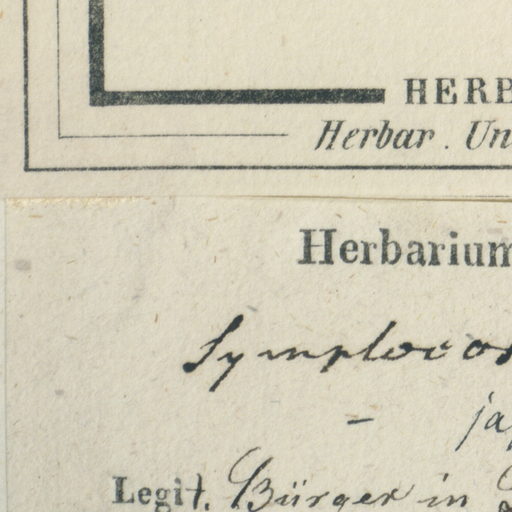 HERB
Herbar. Un
Herbarium
Symplocos
- ja
Legit. Bürger in